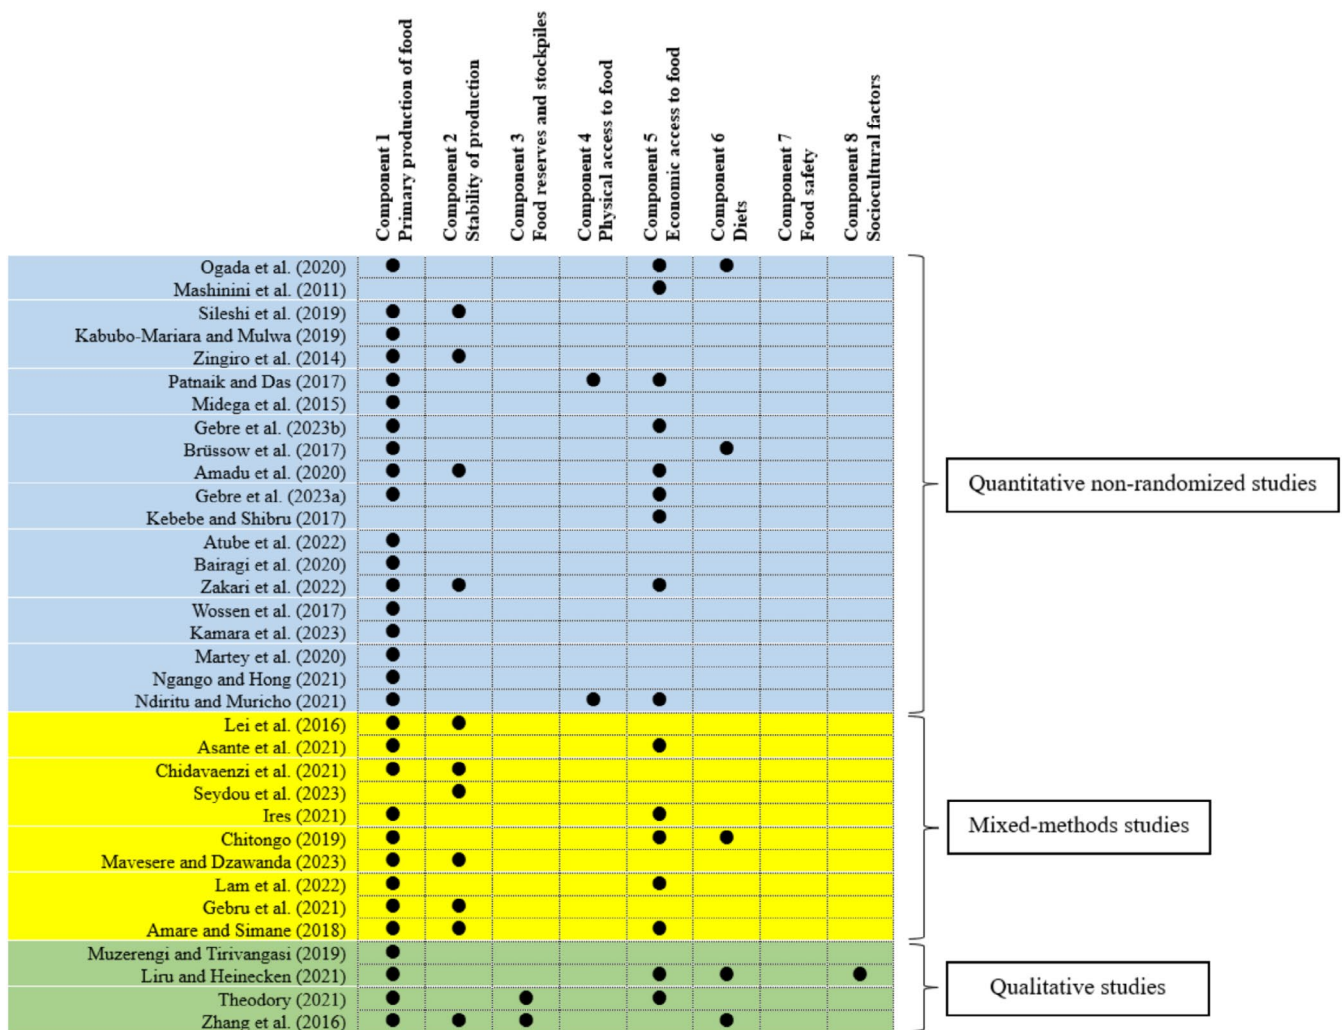 Component 1
Primary production of food
Component 2
Stability of production
Component 3
Food reserves and stockpiles
Component 4
Physical access to food
Component 5
Economic access to food
Component 6
Diets
Component 7
Food safety
Component 8
Sociocultural factors
Ogada et al. (2020)
Mashinini et al. (2011)
Sileshi et al. (2019)
Kabubo-Mariara and Mulwa (2019)
Zingiro et al. (2014)
Patnaik and Das (2017)
Midega et al. (2015)
Gebre et al. (2023b)
Brüssow et al. (2017)
Amadu et al. (2020)
Gebre et al. (2023a)
Kebebe and Shibru (2017)
Atube et al. (2022)
Bairagi et al. (2020)
Zakari et al. (2022)
Wossen et al. (2017)
Kamara et al. (2023)
Martey et al. (2020)
Ngango and Hong (2021)
Ndiritu and Muricho (2021)
Quantitative non-randomized studies
Lei et al. (2016)
Asante et al. (2021)
Chidavaenzi et al. (2021)
Seydou et al. (2023)
Ires (2021)
Chitongo (2019)
Mavesere and Dzawanda (2023)
Lam et al. (2022)
Gebru et al. (2021)
Amare and Simane (2018)
Mixed-methods studies
Muzerengi and Tirivangasi (2019)
Liru and Heinecken (2021)
Theodory (2021)
Zhang et al. (2016)
Qualitative studies